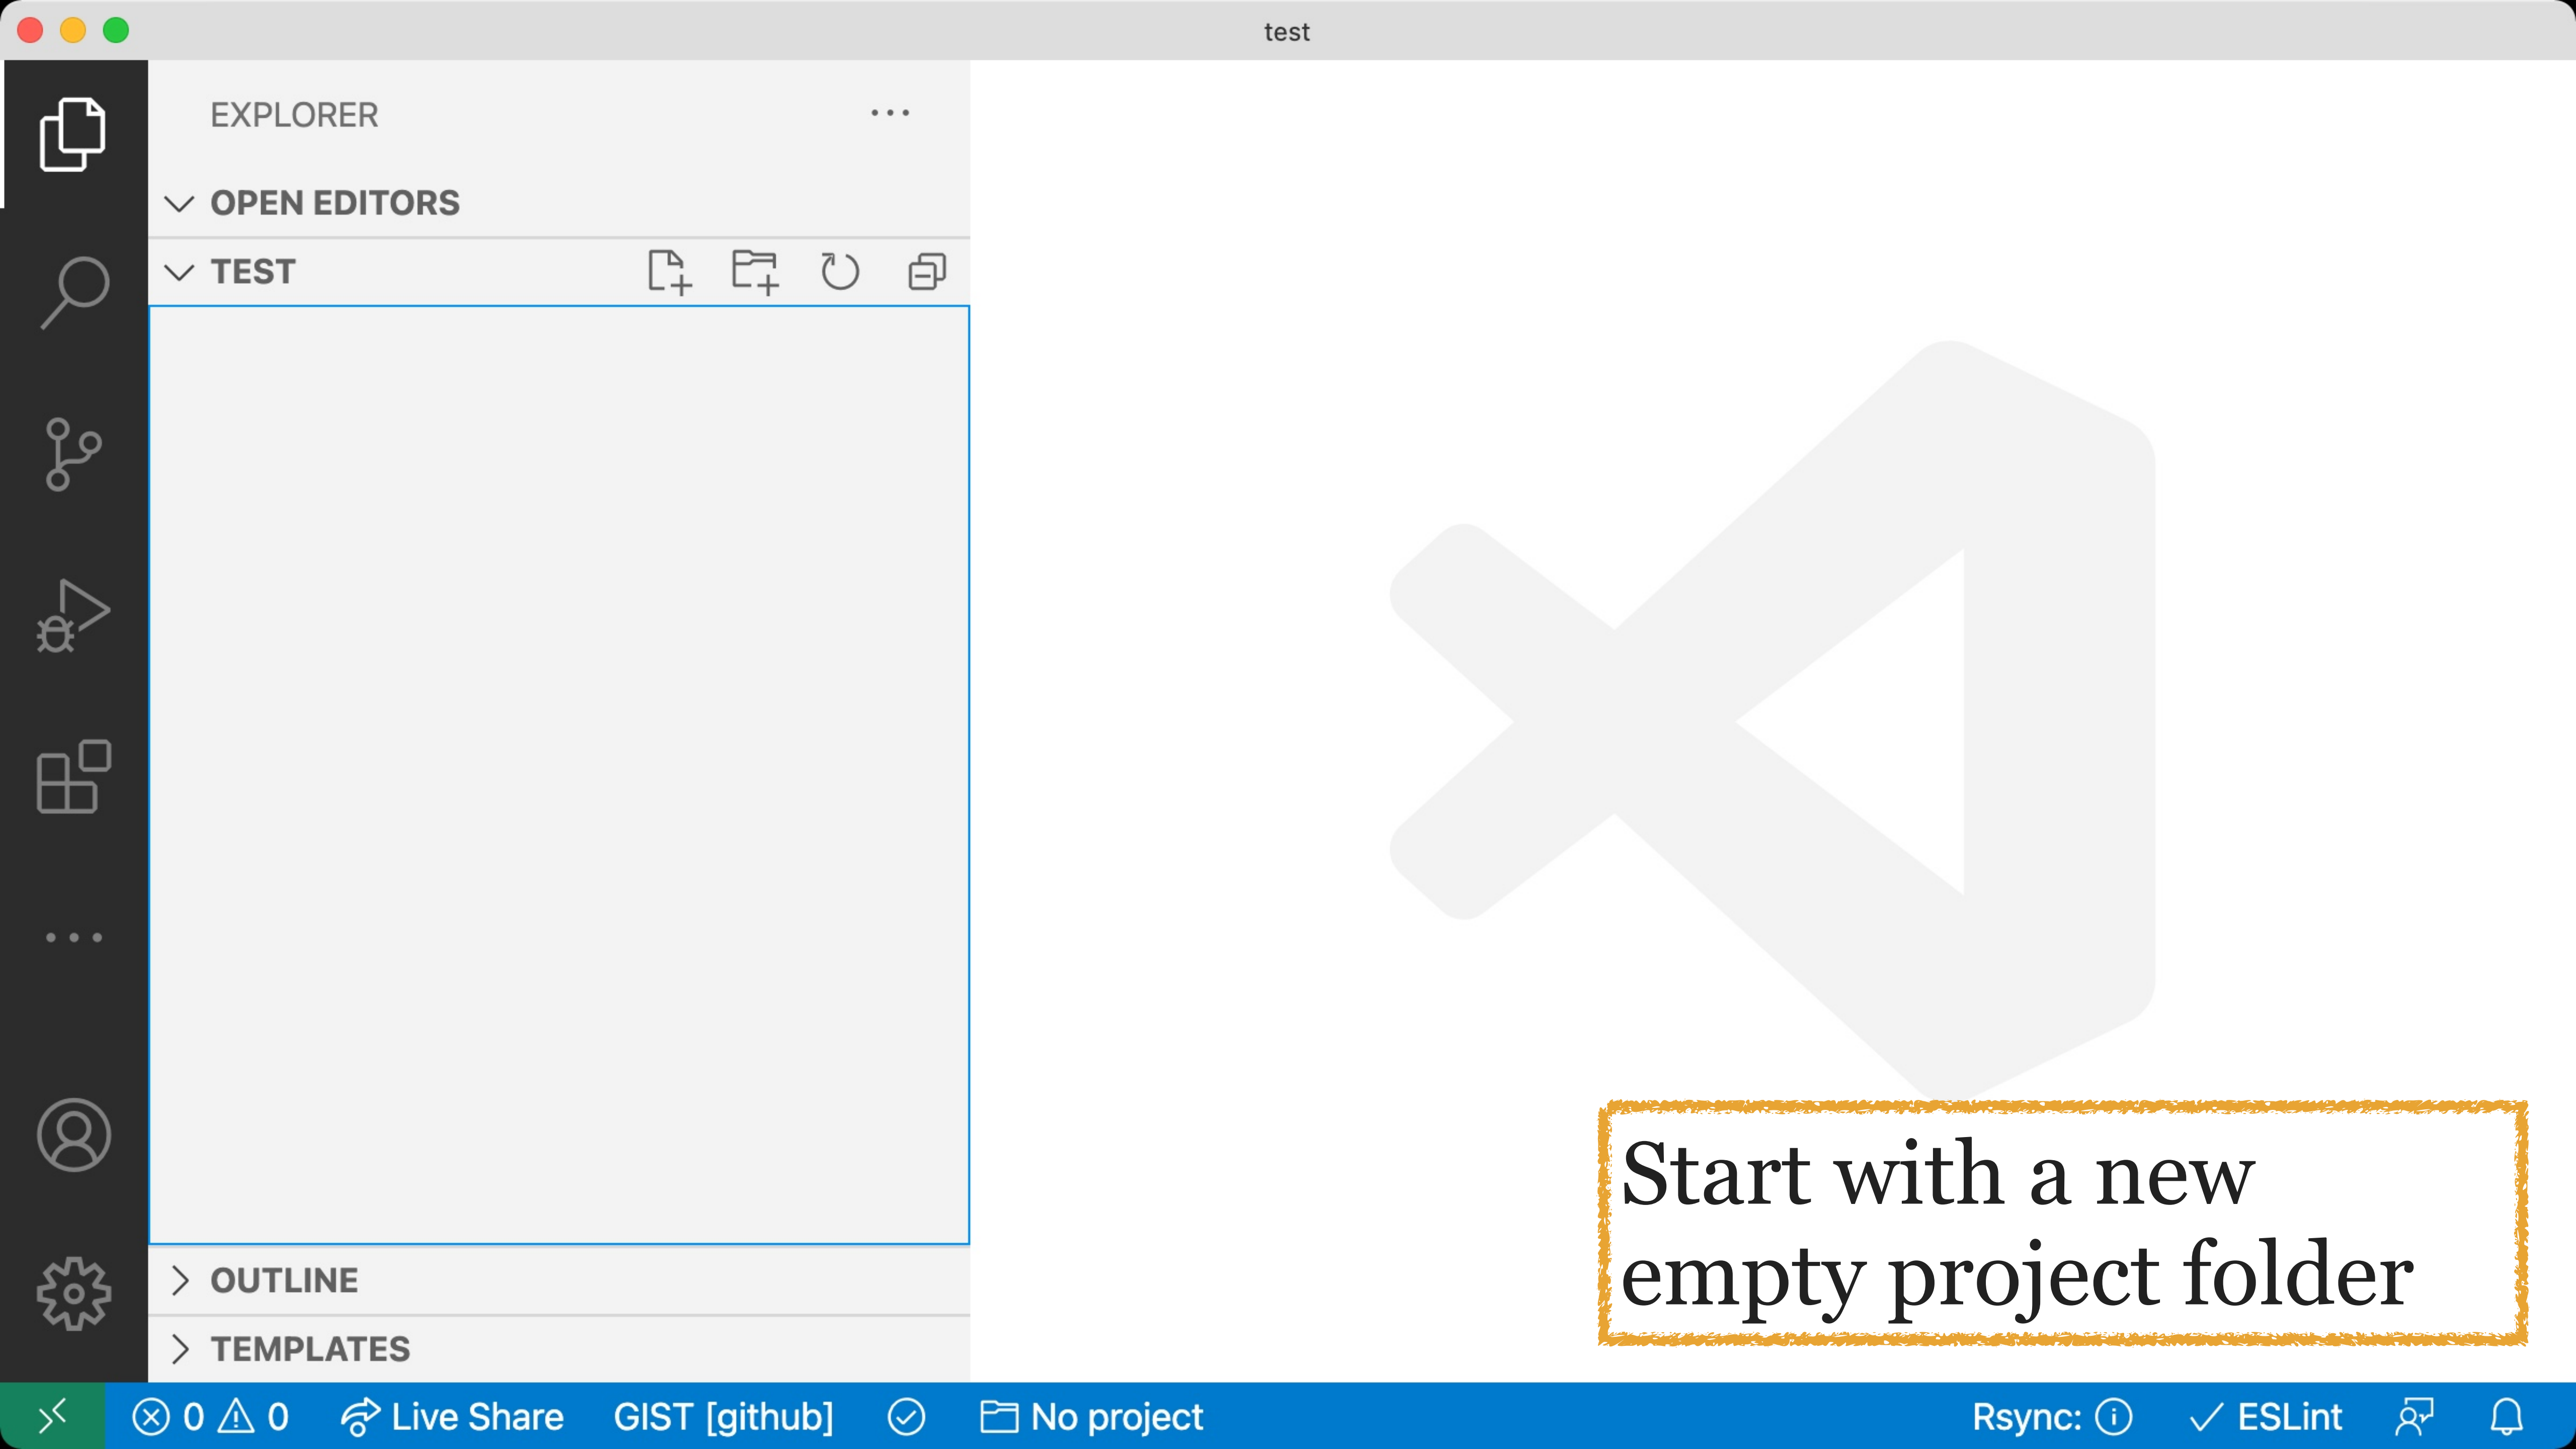 test
EXPLORER
OPEN EDITORS
TEST
OUTLINE
TEMPLATES
Start with a new
empty project folder
0 0 Live Share GIST [github] No project Rsync: ESLint